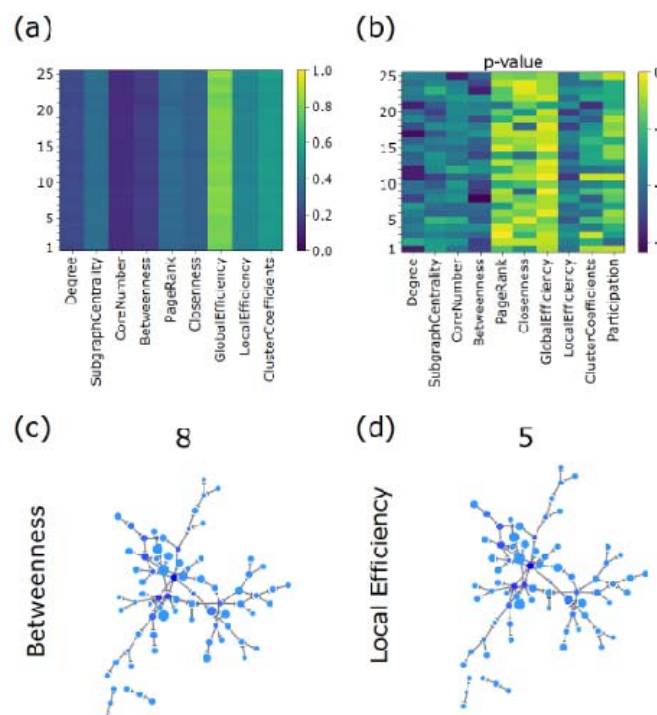 (a)
25
20
15
10
5
1
1.0
0.8
0.6
0.4
0.2
0.0
Degree
SubgraphCentrality
CoreNumber
Betweenness
PageRank
Closenness
GlobalEfficiency
LocalEfficiency
ClusterCoefficients
(b)
p-value
25
20
15
10
5
1
Degree
SubgraphCentrality
CoreNumber
Betweenness
PageRank
Closenness
GlobalEfficiency
LocalEfficiency
ClusterCoefficients
Participation
(c)
8
Betweenness
(d)
5
Local Efficiency